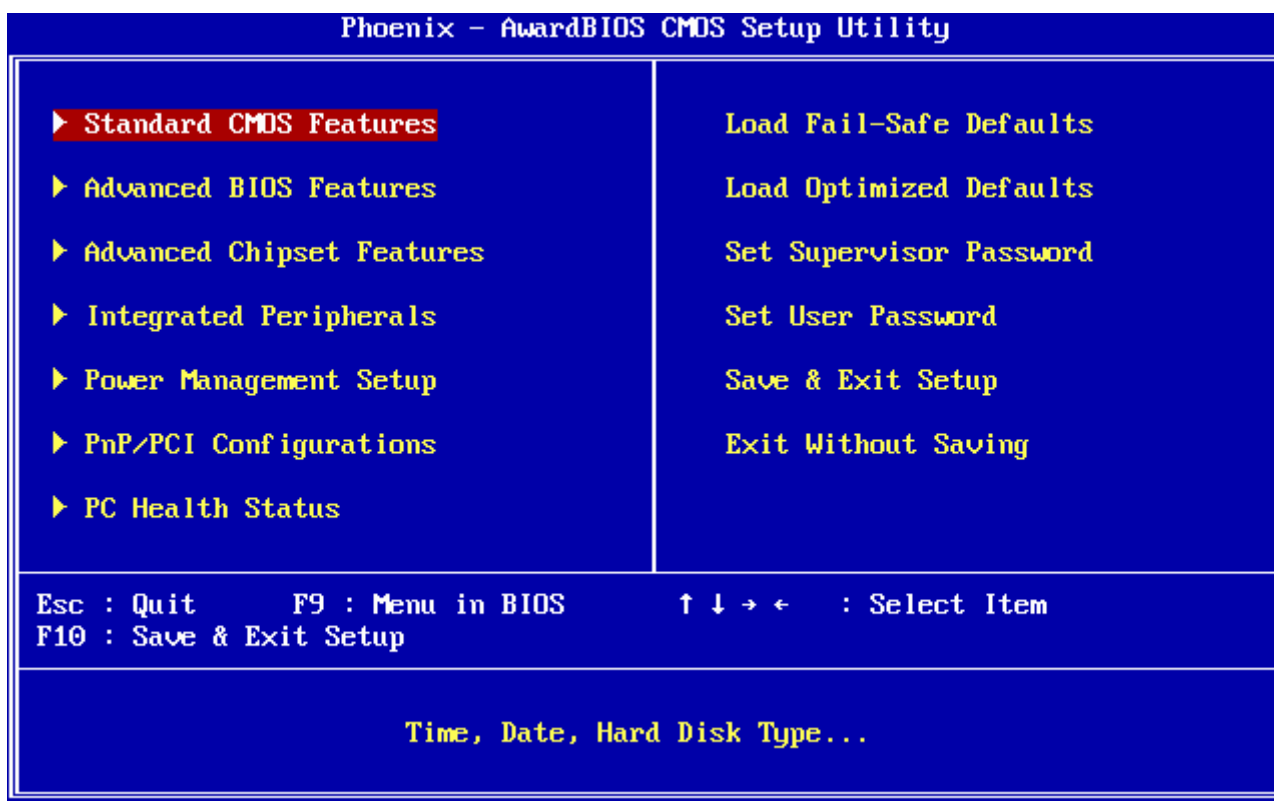 Phoenix - AwardBIOS CMOS Setup Utility
▶ Standard CMOS Features
▶ Advanced BIOS Features
▶ Advanced Chipset Features
▶ Integrated Peripherals
▶ Power Management Setup
▶ PnP/PCI Configurations
▶ PC Health Status
Load Fail-Safe Defaults
Load Optimized Defaults
Set Supervisor Password
Set User Password
Save & Exit Setup
Exit Without Saving
Esc : Quit F9 : Menu in BIOS ↑ ↓ → ← : Select Item
F10 : Save & Exit Setup
Time, Date, Hard Disk Type...